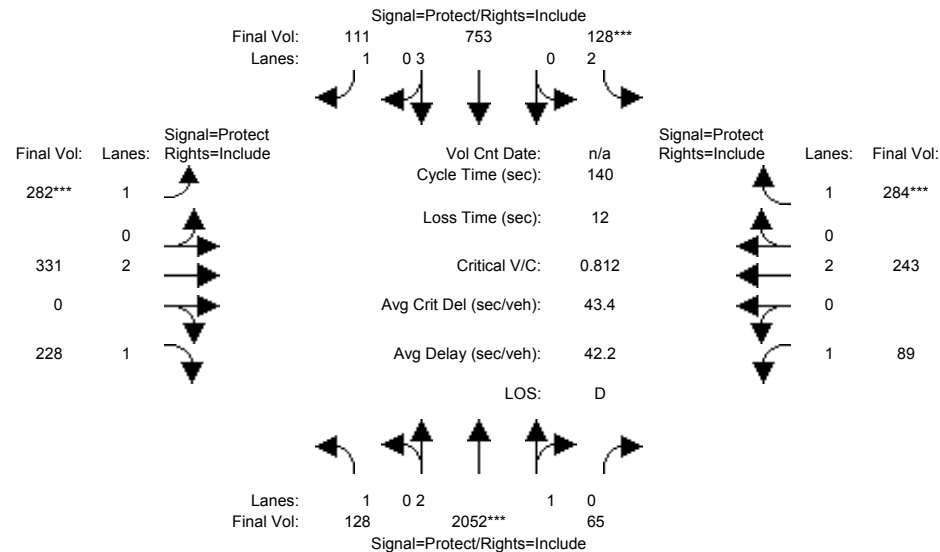 Signal=Protect/Rights=Include
Final Vol: 111 753 128***
Lanes: 1 0 3 0 2
Signal=Protect
Final Vol: Lanes: Rights=Include
Vol Cnt Date: n/a
Signal=Protect
Rights=Include Lanes: Final Vol:
Cycle Time (sec): 140
282*** 1
1 284***
Loss Time (sec): 12
0
0
331 2
Critical V/C: 0.812
2 243
0
Avg Crit Del (sec/veh): 43.4
0
228 1
Avg Delay (sec/veh): 42.2
1 89
LOS: D
Lanes: 1 0 2 1 0
Final Vol: 128 2052*** 65
Signal=Protect/Rights=Include